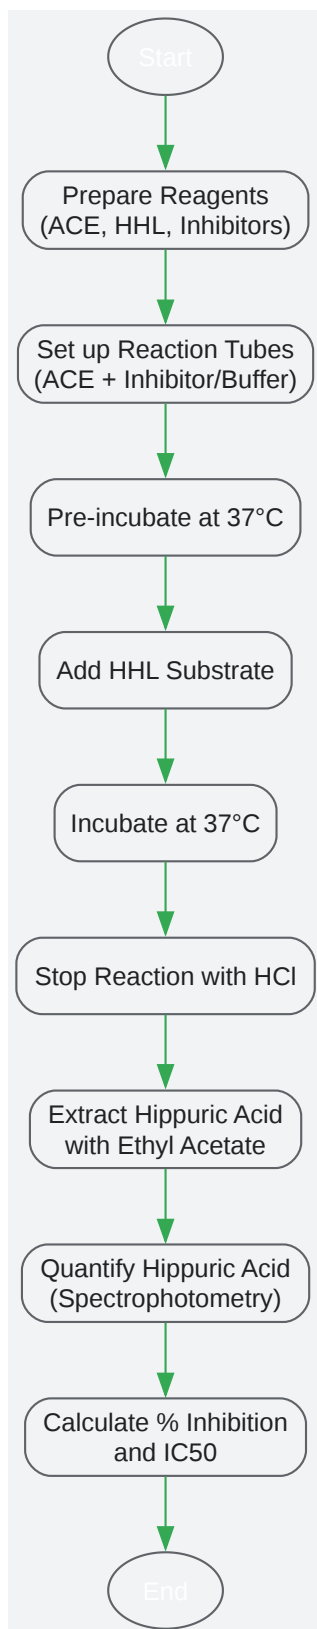 Start
Prepare Reagents
(ACE, HHL, Inhibitors)
Set up Reaction Tubes
(ACE + Inhibitor/Buffer)
Pre-incubate at 37°C
Add HHL Substrate
Incubate at 37°C
Stop Reaction with HCl
Extract Hippuric Acid
with Ethyl Acetate
Quantify Hippuric Acid
(Spectrophotometry)
Calculate % Inhibition
and IC50
End